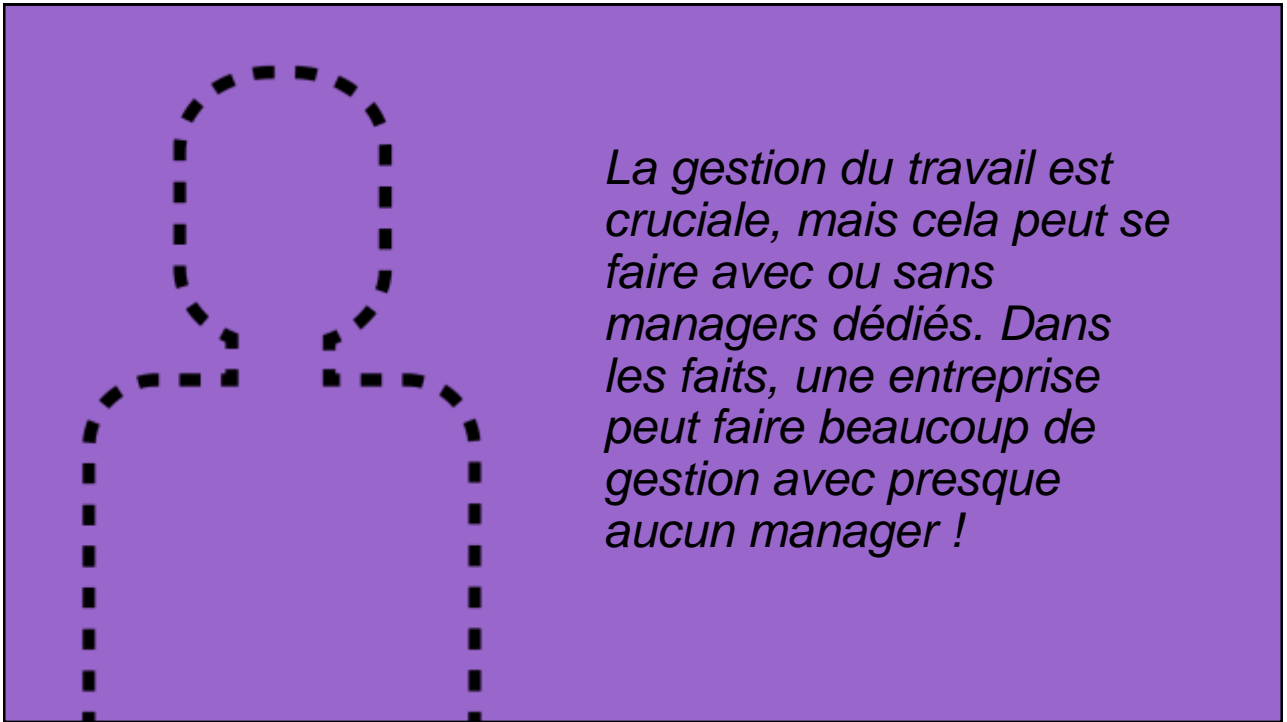 La gestion du travail est
cruciale, mais cela peut se
faire avec ou sans
managers dédiés. Dans
les faits, une entreprise
peut faire beaucoup de
gestion avec presque
aucun manager !